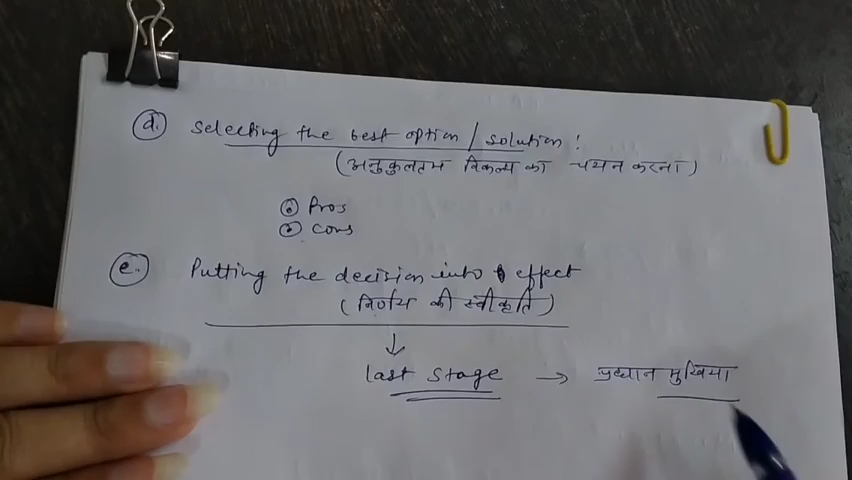 d. Selecting the best option / solution :
(अनुकुलतम विकल्प का चयन करना)
Pros
Cons
e. Putting the decision into effect
(निर्णय की स्वीकृति)
↓
last stage → प्रधान मुखिया